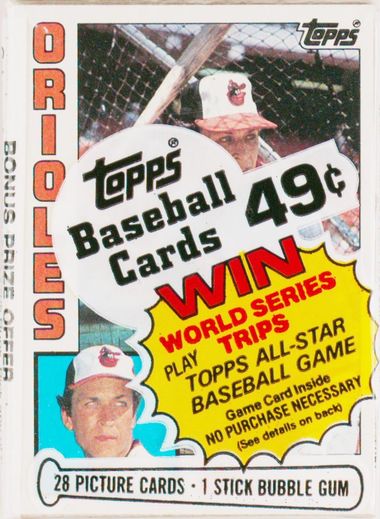 ORIOLES
Topps®
BONUS PRIZE OFFER
Topps®
Baseball
Cards 49¢
WIN
WORLD SERIES
TRIPS
PLAY
TOPPS ALL-STAR
BASEBALL GAME
Game Card Inside
NO PURCHASE NECESSARY
(See details on back)
28 PICTURE CARDS · 1 STICK BUBBLE GUM